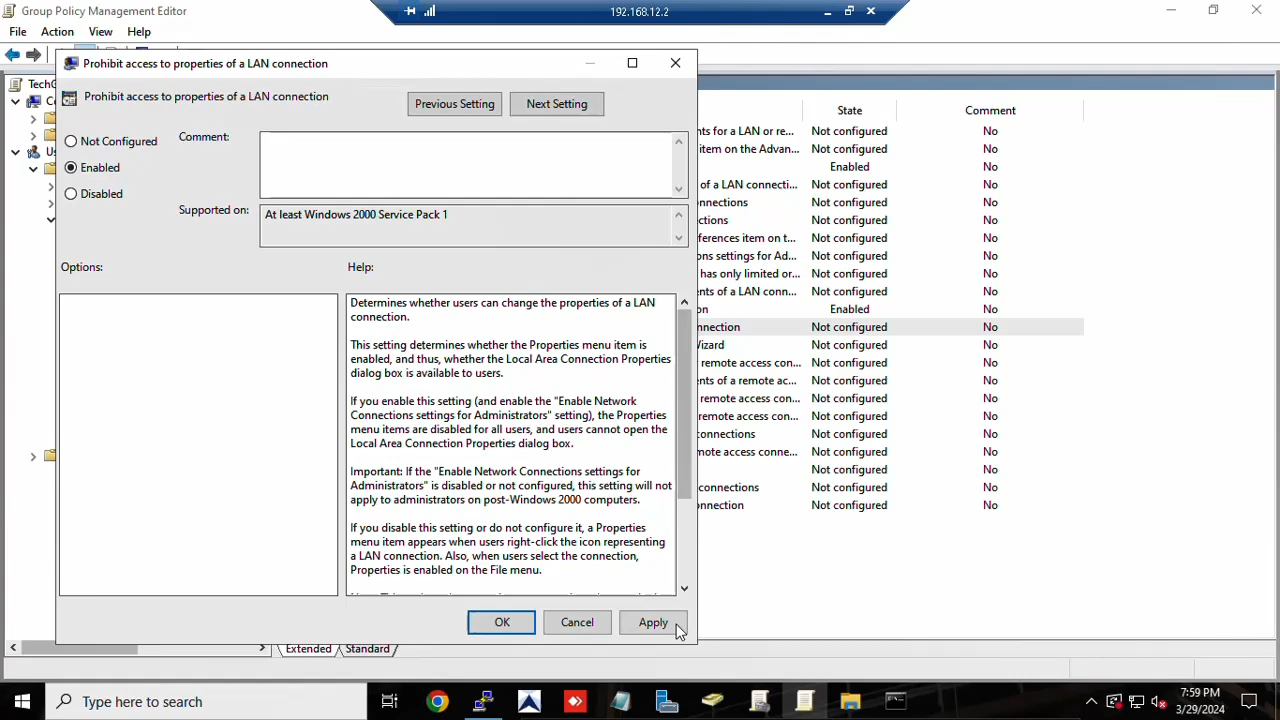 Group Policy Management Editor
192.168.12.2
File Action View Help
Prohibit access to properties of a LAN connection
Prohibit access to properties of a LAN connection
Previous Setting
Next Setting
Not Configured
Enabled
Disabled
Comment:
Supported on:
At least Windows 2000 Service Pack 1
Options:
Help:
Determines whether users can change the properties of a LAN
connection.
This setting determines whether the Properties menu item is
enabled, and thus, whether the Local Area Connection Properties
dialog box is available to users.
If you enable this setting (and enable the "Enable Network
Connections settings for Administrators" setting), the Properties
menu items are disabled for all users, and users cannot open the
Local Area Connection Properties dialog box.
Important: If the "Enable Network Connections settings for
Administrators" is disabled or not configured, this setting will not
apply to administrators on post-Windows 2000 computers.
If you disable this setting or do not configure it, a Properties
menu item appears when users right-click the icon representing
a LAN connection. Also, when users select the connection,
Properties is enabled on the File menu.
OK
Cancel
Apply
TechG
C
Us
State Comment
ts for a LAN or re... Not configured No
item on the Advan... Not configured No
Enabled No
of a LAN connecti... Not configured No
onnections Not configured No
ctions Not configured No
ferences item on t... Not configured No
ons settings for Ad... Not configured No
has only limited or... Not configured No
ents of a LAN conn... Not configured No
on Enabled No
nnection Not configured No
Wizard Not configured No
remote access con... Not configured No
ents of a remote ac... Not configured No
remote access con... Not configured No
remote access con... Not configured No
connections Not configured No
remote access conne... Not configured No
Not configured No
connections Not configured No
onnection Not configured No
Extended Standard
Type here to search
7:59 PM
3/29/2024